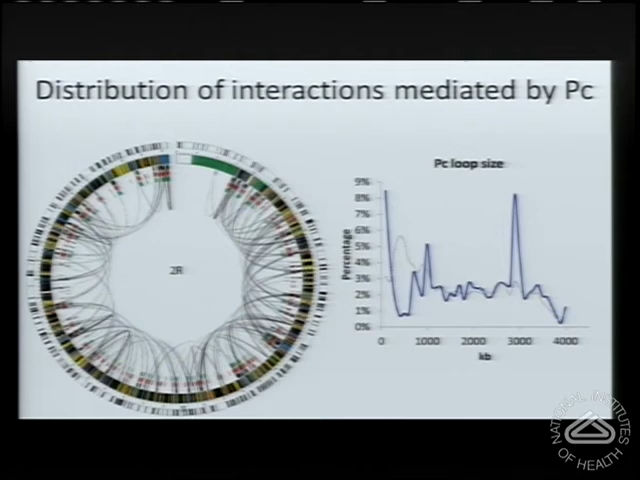 Distribution of interactions mediated by Pc
2R
Pc loop size
Percentage
9%
8%
7%
6%
5%
4%
3%
2%
1%
0%
0 1000 2000 3000 4000
kb
NATIONAL INSTITUTES
OF HEALTH